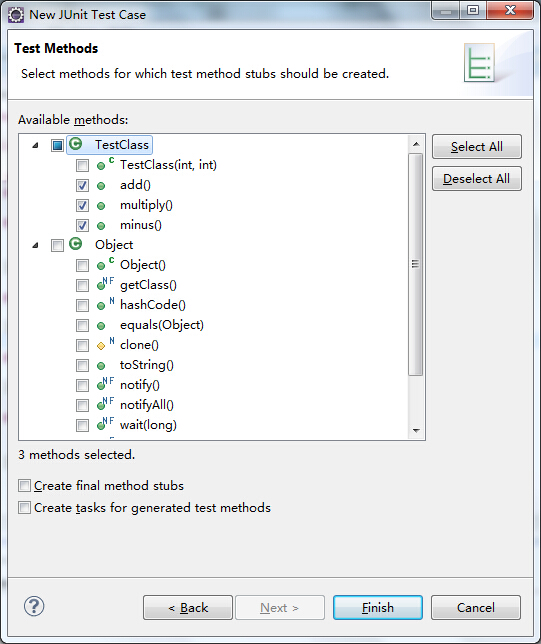 New JUnit Test Case
Test Methods
Select methods for which test method stubs should be created.
Available methods:
TestClass
C TestClass(int, int)
add()
multiply()
minus()
Object
C Object()
NF getClass()
N hashCode()
equals(Object)
N clone()
toString()
NF notify()
NF notifyAll()
NF wait(long)
Select All
Deselect All
3 methods selected.
Create final method stubs
Create tasks for generated test methods
< Back
Next >
Finish
Cancel